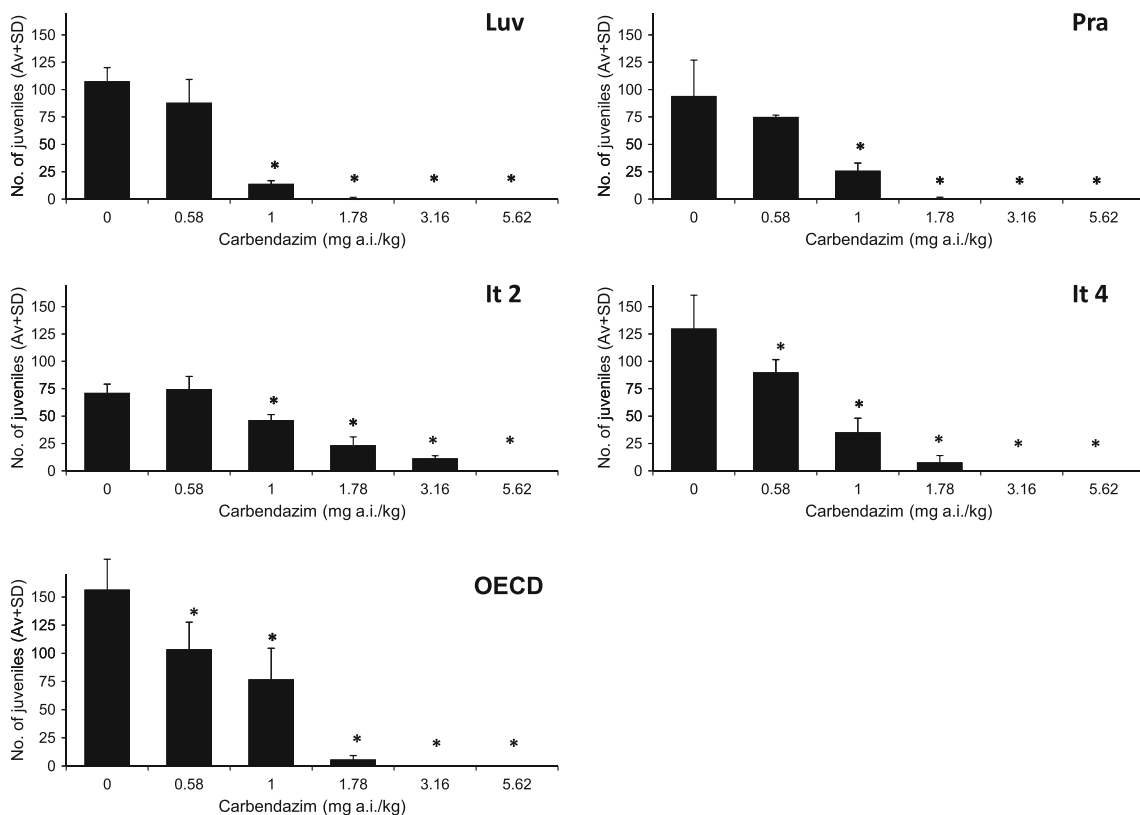 Luv
No. of juveniles (Av+SD)
150
125
100
75
50
25
0
*
*
*
*
0 0.58 1 1.78 3.16 5.62
Carbendazim (mg a.i./kg)
Pra
No. of juveniles (Av+SD)
150
125
100
75
50
25
0
*
*
*
*
0 0.58 1 1.78 3.16 5.62
Carbendazim (mg a.i./kg)
It 2
No. of juveniles (Av+SD)
150
125
100
75
50
25
0
*
*
*
*
0 0.58 1 1.78 3.16 5.62
Carbendazim (mg a.i./kg)
It 4
No. of juveniles (Av+SD)
150
125
100
75
50
25
0
*
*
*
*
*
0 0.58 1 1.78 3.16 5.62
Carbendazim (mg a.i./kg)
OECD
No. of juveniles (Av+SD)
150
125
100
75
50
25
0
*
*
*
*
*
0 0.58 1 1.78 3.16 5.62
Carbendazim (mg a.i./kg)